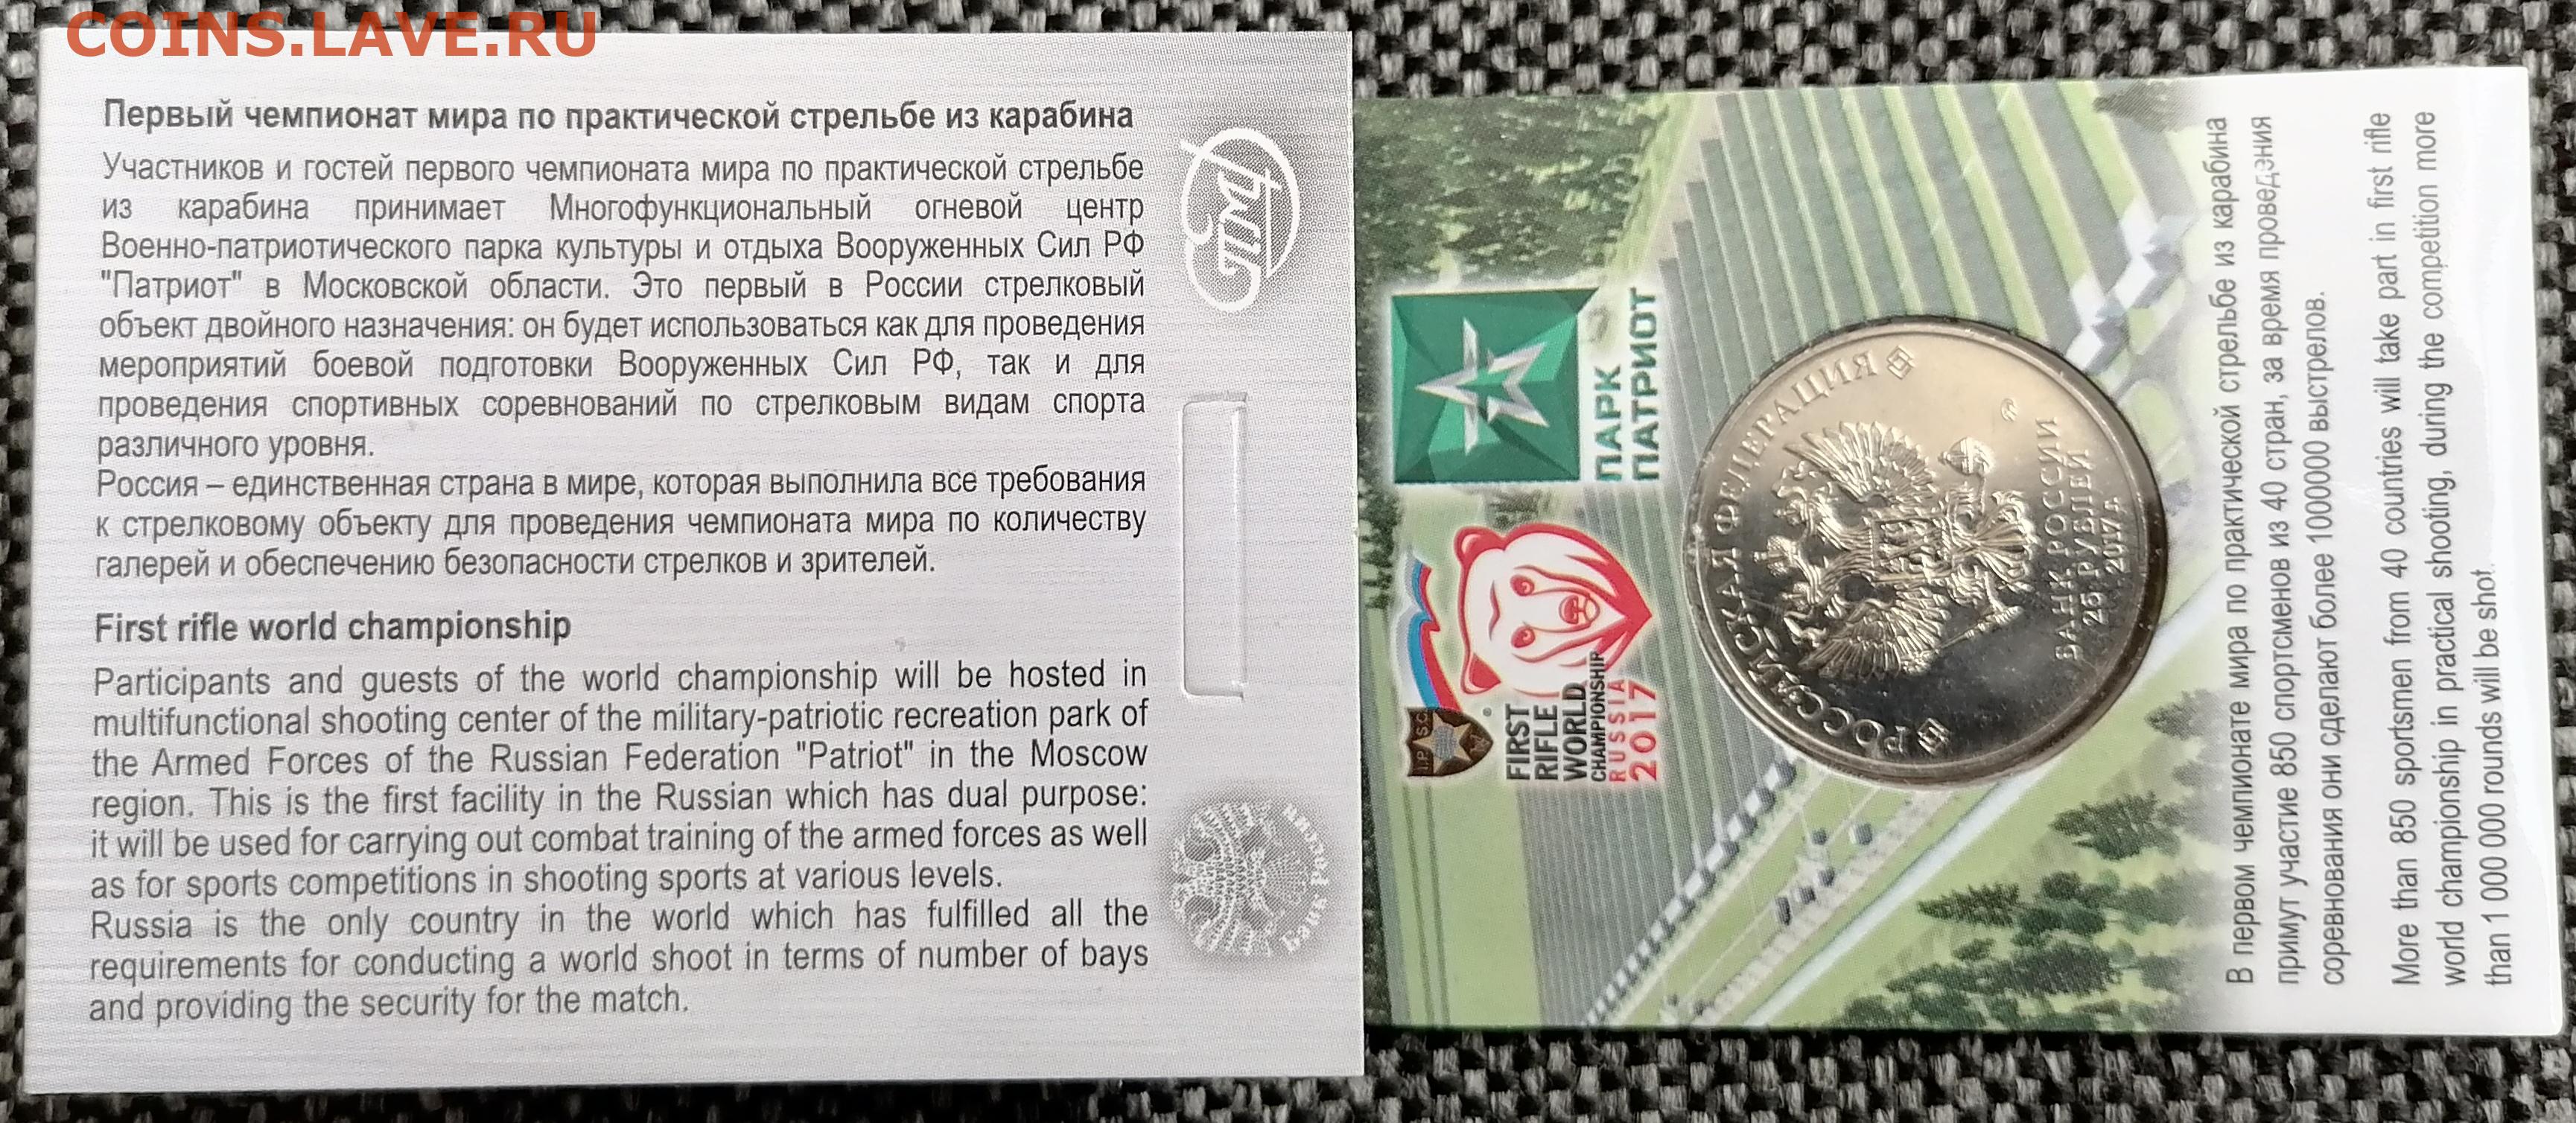 COINS.LAVE.RU
Первый чемпионат мира по практической стрельбе из карабина
Участников и гостей первого чемпионата мира по практической стрельбе
из карабина принимает Многофункциональный огневой центр
Военно-патриотического парка культуры и отдыха Вооруженных Сил РФ
"Патриот" в Московской области. Это первый в России стрелковый
объект двойного назначения: он будет использоваться как для проведения
мероприятий боевой подготовки Вооруженных Сил РФ, так и для
проведения спортивных соревнований по стрелковым видам спорта
различного уровня.
Россия – единственная страна в мире, которая выполнила все требования
к стрелковому объекту для проведения чемпионата мира по количеству
галерей и обеспечению безопасности стрелков и зрителей.
First rifle world championship
Participants and guests of the world championship will be hosted in
multifunctional shooting center of the military-patriotic recreation park of
the Armed Forces of the Russian Federation "Patriot" in the Moscow
region. This is the first facility in the Russian which has dual purpose:
it will be used for carrying out combat training of the armed forces as well
as for sports competitions in shooting sports at various levels.
Russia is the only country in the world which has fulfilled all the
requirements for conducting a world shoot in terms of number of bays
and providing the security for the match.
ПАРК
ПАТРИОТ
I.P.S.C.
FIRST
RIFLE
WORLD
CHAMPIONSHIP
RUSSIA
2017
РОССИЙСКАЯ ФЕДЕРАЦИЯ
БАНК РОССИИ
25 РУБЛЕЙ
2017 г.
В первом чемпионате мира по практической стрельбе из карабина
примут участие 850 спортсменов из 40 стран, за время проведения
соревнования они сделают более 1000000 выстрелов.
More than 850 sportsmen from 40 countries will take part in first rifle
world championship in practical shooting, during the competition more
than 1 000 000 rounds will be shot.